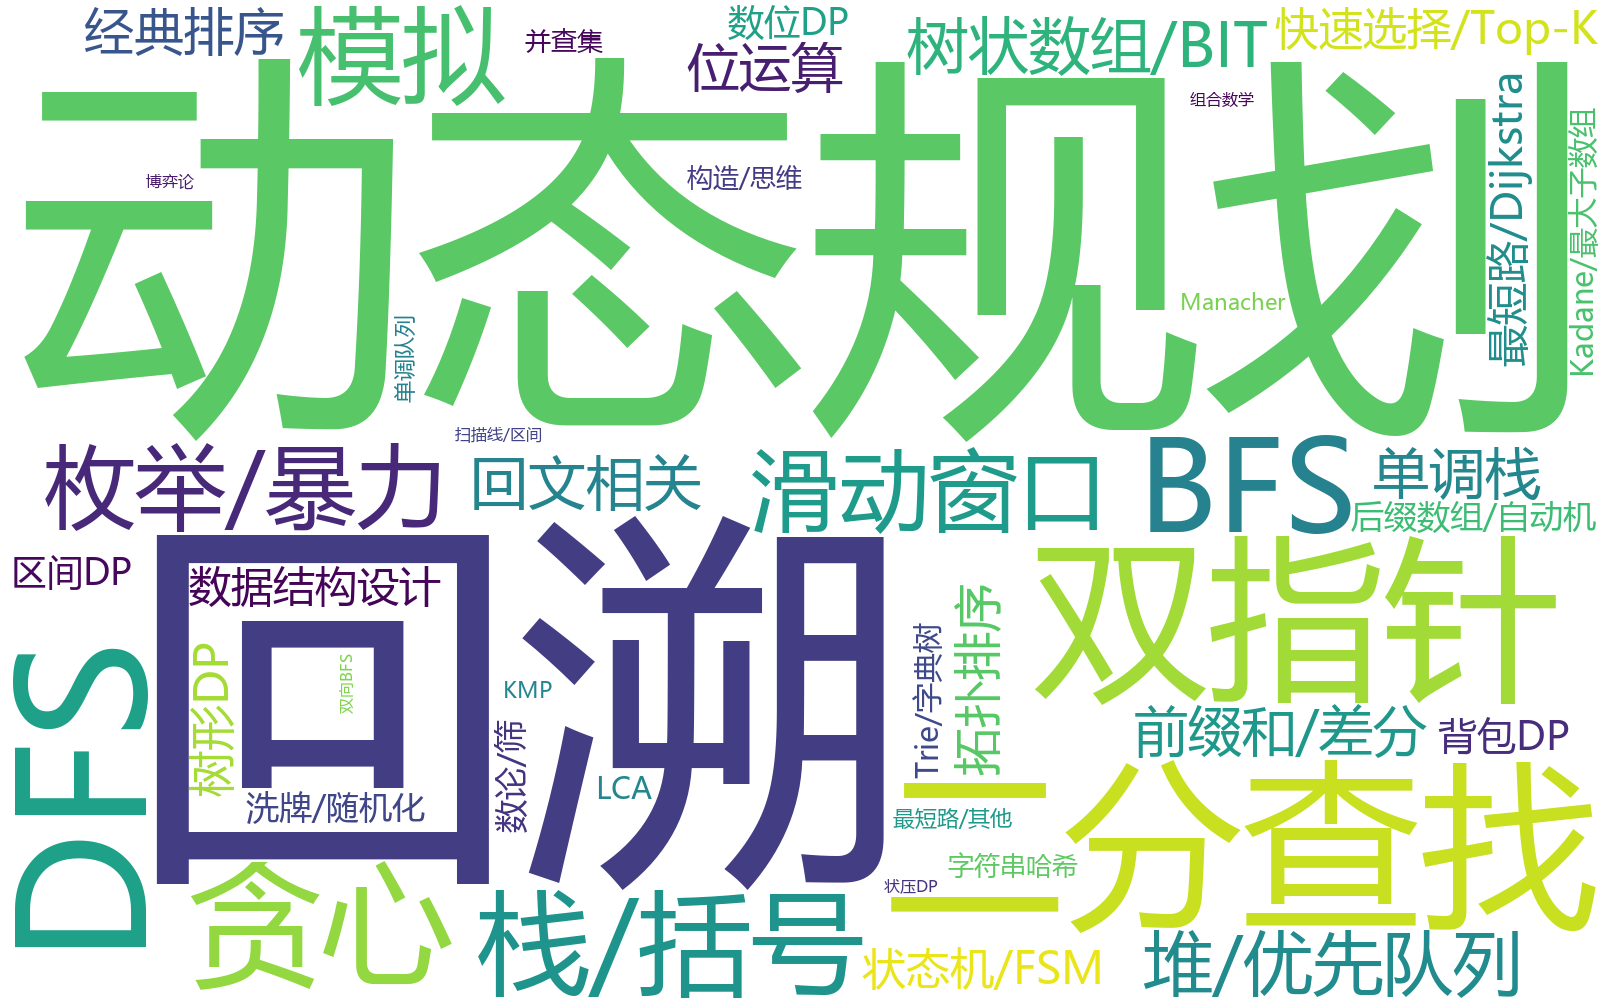 经典排序
模拟
并查集
数位DP
位运算
树状数组/BIT
快速选择/Top-K
动态规划
组合数学
最短路/Dijkstra
Kadane/最大子数组
博弈论
构造/思维
Manacher
单调队列
扫描线/区间
枚举/暴力
回文相关
滑动窗口
BFS
单调栈
后缀数组/自动机
区间DP
回溯
数据结构设计
双指针
DFS
树形DP
双向BFS
KMP
Trie/字典树
拓扑排序
数论/筛
LCA
洗牌/随机化
前缀和/差分
背包DP
二分查找
最短路/其他
字符串哈希
状压DP
贪心
栈/括号
状态机/FSM
堆/优先队列